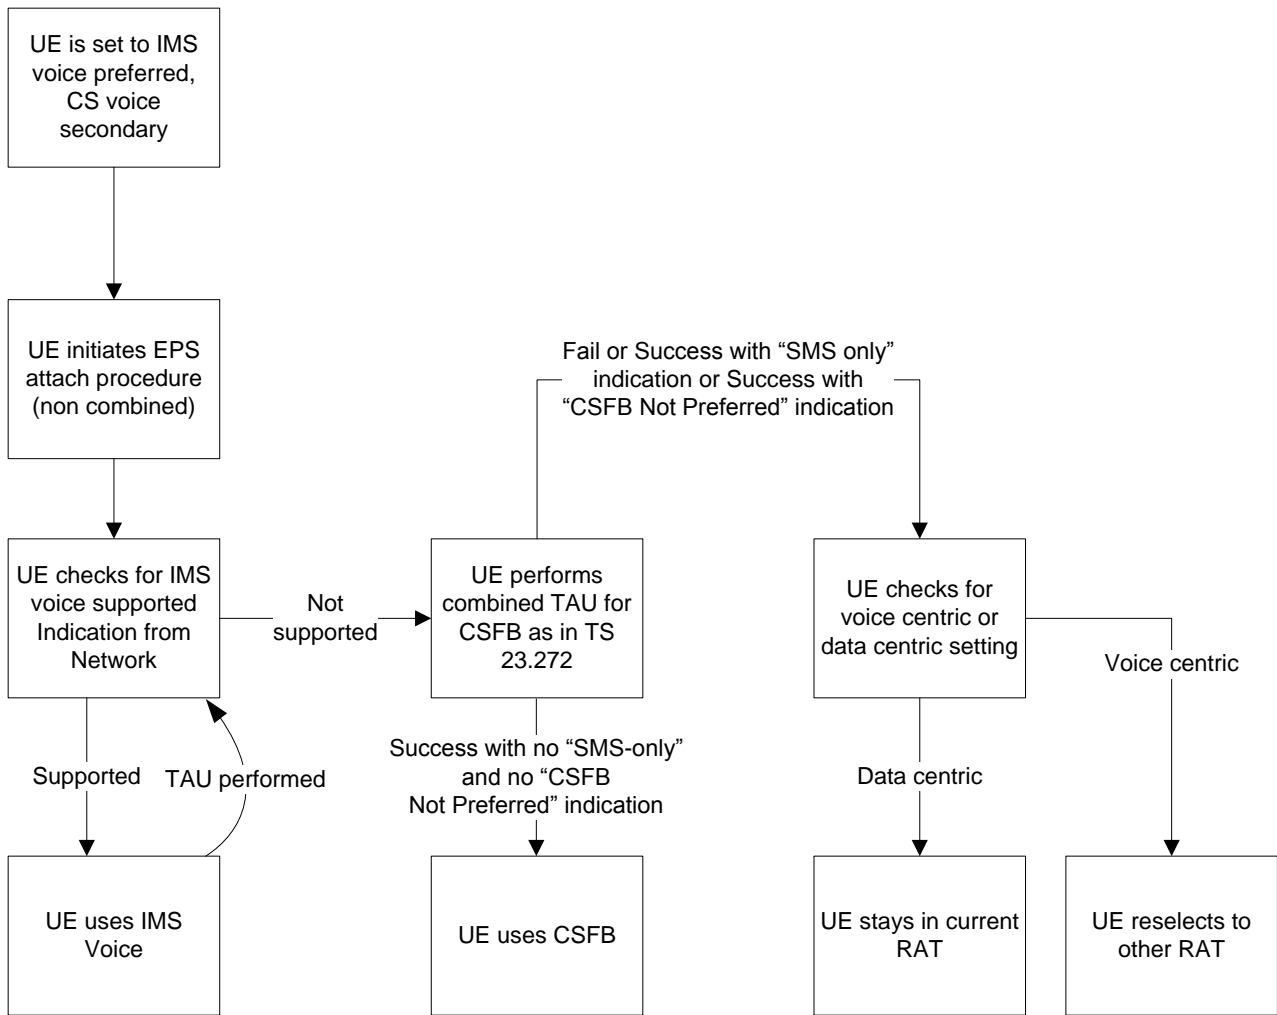 UE is set to IMS
voice preferred,
CS voice
secondary
UE initiates EPS
attach procedure
(non combined)
Fail or Success with “SMS only”
indication or Success with
“CSFB Not Preferred” indication
UE checks for IMS
voice supported
Indication from
Network
Not
supported
UE performs
combined TAU for
CSFB as in TS
23.272
UE checks for
voice centric or
data centric setting
Voice centric
Supported
TAU performed
Success with no “SMS-only”
and no “CSFB
Not Preferred” indication
Data centric
UE uses IMS
Voice
UE uses CSFB
UE stays in current
RAT
UE reselects to
other RAT